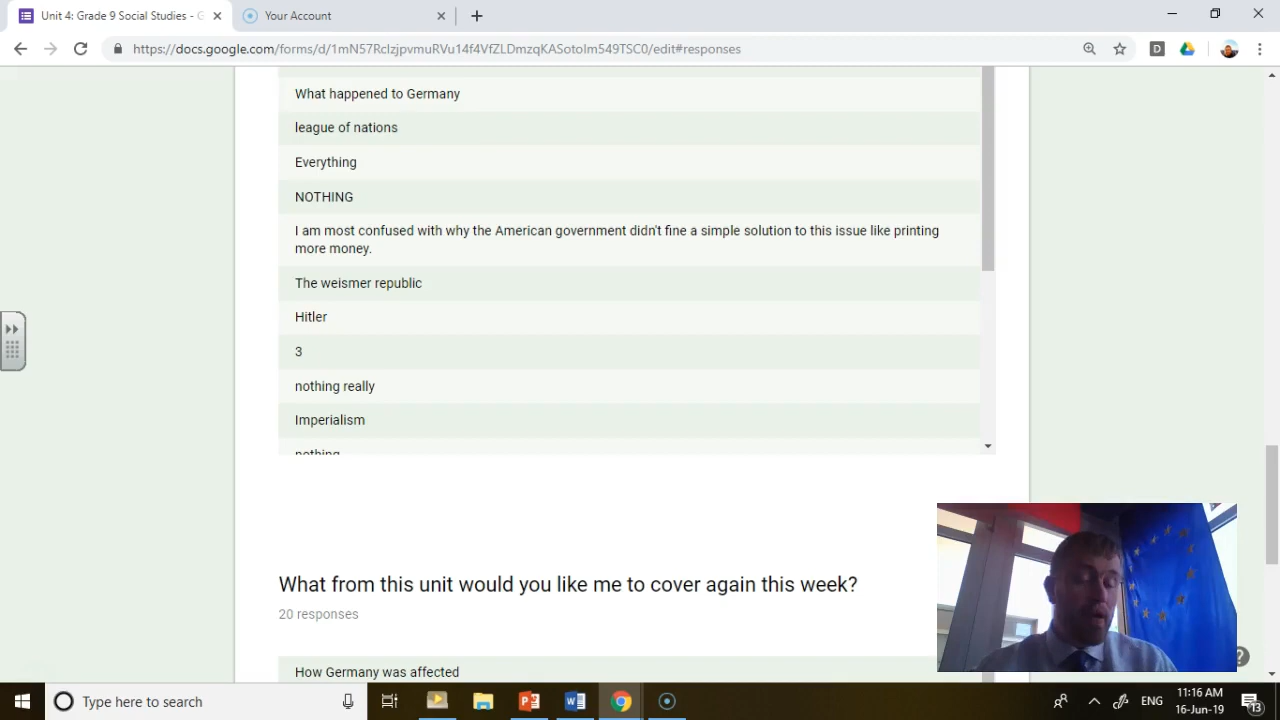 Unit 4: Grade 9 Social Studies - G
Your Account
https://docs.google.com/forms/d/1mN57RclzjpvmuRVu14f4VfZLDmzqKASotolm549TSC0/edit#responses
D
What happened to Germany
league of nations
Everything
NOTHING
I am most confused with why the American government didn't fine a simple solution to this issue like printing
more money.
The weismer republic
Hitler
3
nothing really
Imperialism
nothing
What from this unit would you like me to cover again this week?
20 responses
How Germany was affected
Type here to search
ENG
11:16 AM
16-Jun-19
13